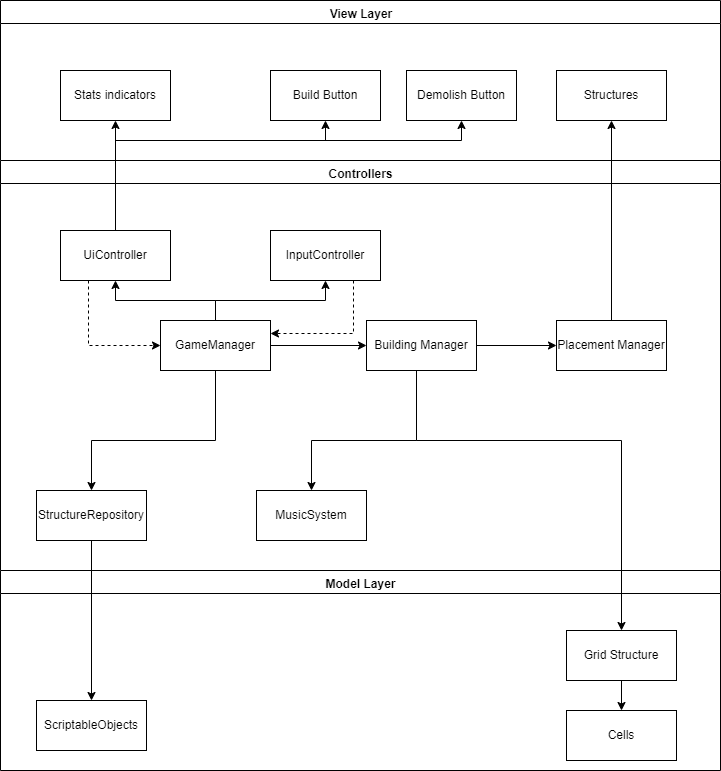 View Layer
Stats indicators
Build Button
Demolish Button
Structures
Controllers
UiController
InputController
GameManager
Building Manager
Placement Manager
StructureRepository
MusicSystem
Model Layer
Grid Structure
ScriptableObjects
Cells